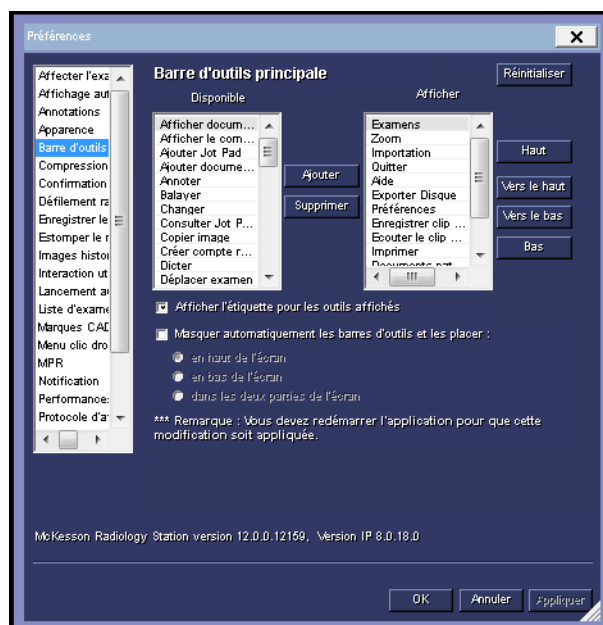 Préférences
Affecter l'exa
Affichage aut
Annotations
Apparence
Barre d'outils
Compression
Confirmation
Défilement ra
Enregistrer le
Estomper le r
Images histor
Interaction ut
Lancement au
Liste d'exame
Marques CAD
Menu clic dro
MPR
Notification
Performance:
Protocole d'a
Barre d'outils principale
Réinitialiser
Disponible
Afficher docum...
Afficher le com...
Ajouter Jot Pad
Ajouter docume...
Annoter
Balayer
Changer
Consulter Jot P...
Copier image
Créer compte r...
Dicter
Déplacer examen
Ajouter
Supprimer
Afficher
Examens
Zoom
Importation
Quitter
Aide
Exporter Disque
Préférences
Enregistrer clip ...
Ecouter le clip ...
Imprimer
Documents pat
Haut
Vers le haut
Vers le bas
Bas
Afficher l'étiquette pour les outils affichés
Masquer automatiquement les barres d'outils et les placer :
en haut de l'écran
en bas de l'écran
dans les deux parties de l'écran
*** Remarque : Vous devez redémarrer l'application pour que cette
modification soit appliquée.
McKesson Radiology Station version 12.0.0.12159, Version IP 8.0.18.0
OK
Annuler
Appliquer